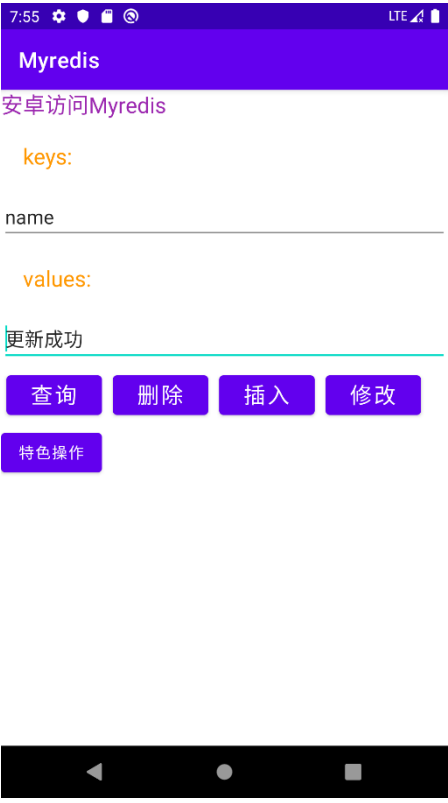 7:55 LTE
Myredis
安卓访问Myredis
keys:
name
values:
更新成功
查询 删除 插入 修改
特色操作